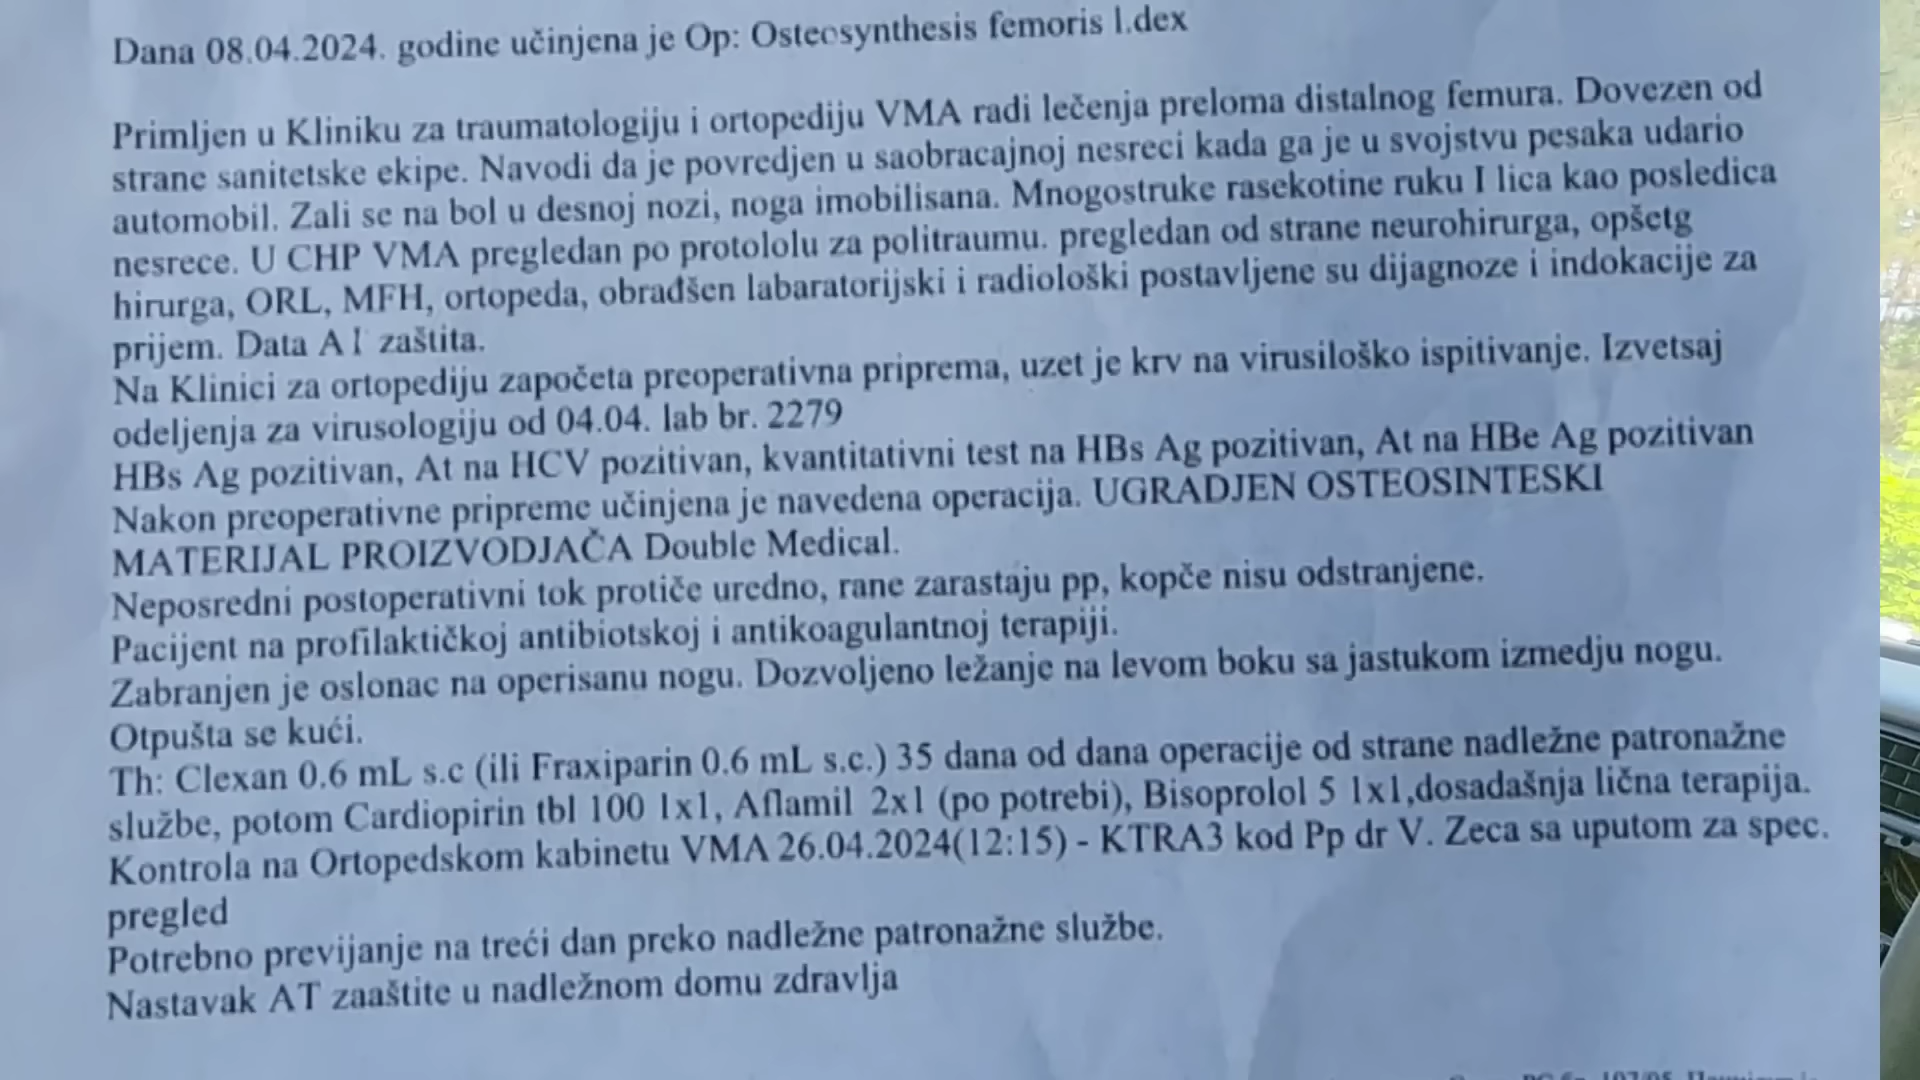 Dana 08.04.2024. godine učinjena je Op: Osteosynthesis femoris l.dex
Primljen u Kliniku za traumatologiju i ortopediju VMA radi lečenja preloma distalnog femura. Dovezen od
strane sanitetske ekipe. Navodi da je povredjen u saobracajnoj nesreci kada ga je u svojstvu pesaka udario
automobil. Zali se na bol u desnoj nozi, noga imobilisana. Mnogostruke rasekotine ruku I lica kao posledica
nesrece. U CHP VMA pregledan po protololu za politraumu. pregledan od strane neurohirurga, opšetg
hirurga, ORL, MFH, ortopeda, obradšen labaratorijski i radiološki postavljene su dijagnoze i indokacije za
prijem. Data A zaštita.
Na Klinici za ortopediju započeta preoperativna priprema, uzet je krv na virusiloško ispitivanje. Izvetsaj
odeljenja za virusologiju od 04.04. lab br. 2279
HBs Ag pozitivan, At na HCV pozitivan, kvantitativni test na HBs Ag pozitivan, At na HBe Ag pozitivan
Nakon preoperativne pripreme učinjena je navedena operacija. UGRADJEN OSTEOSINTESKI
MATERIJAL PROIZVODJAČA Double Medical.
Neposredni postoperativni tok protiče uredno, rane zarastaju pp, kopče nisu odstranjene.
Pacijent na profilaktičkoj antibiotskoj i antikoagulantnoj terapiji.
Zabranjen je oslonac na operisanu nogu. Dozvoljeno ležanje na levom boku sa jastukom izmedju nogu.
Otpušta se kući.
Th: Clexan 0.6 mL s.c (ili Fraxiparin 0.6 mL s.c.) 35 dana od dana operacije od strane nadležne patronažne
službe, potom Cardiopirin tbl 100 1x1, Aflamil 2x1 (po potrebi), Bisoprolol 5 1x1,dosadašnja lična terapija.
Kontrola na Ortopedskom kabinetu VMA 26.04.2024(12:15) - KTRA3 kod Pp dr V. Zeca sa uputom za spec.
pregled
Potrebno previjanje na treći dan preko nadležne patronažne službe.
Nastavak AT zaaštite u nadležnom domu zdravlja